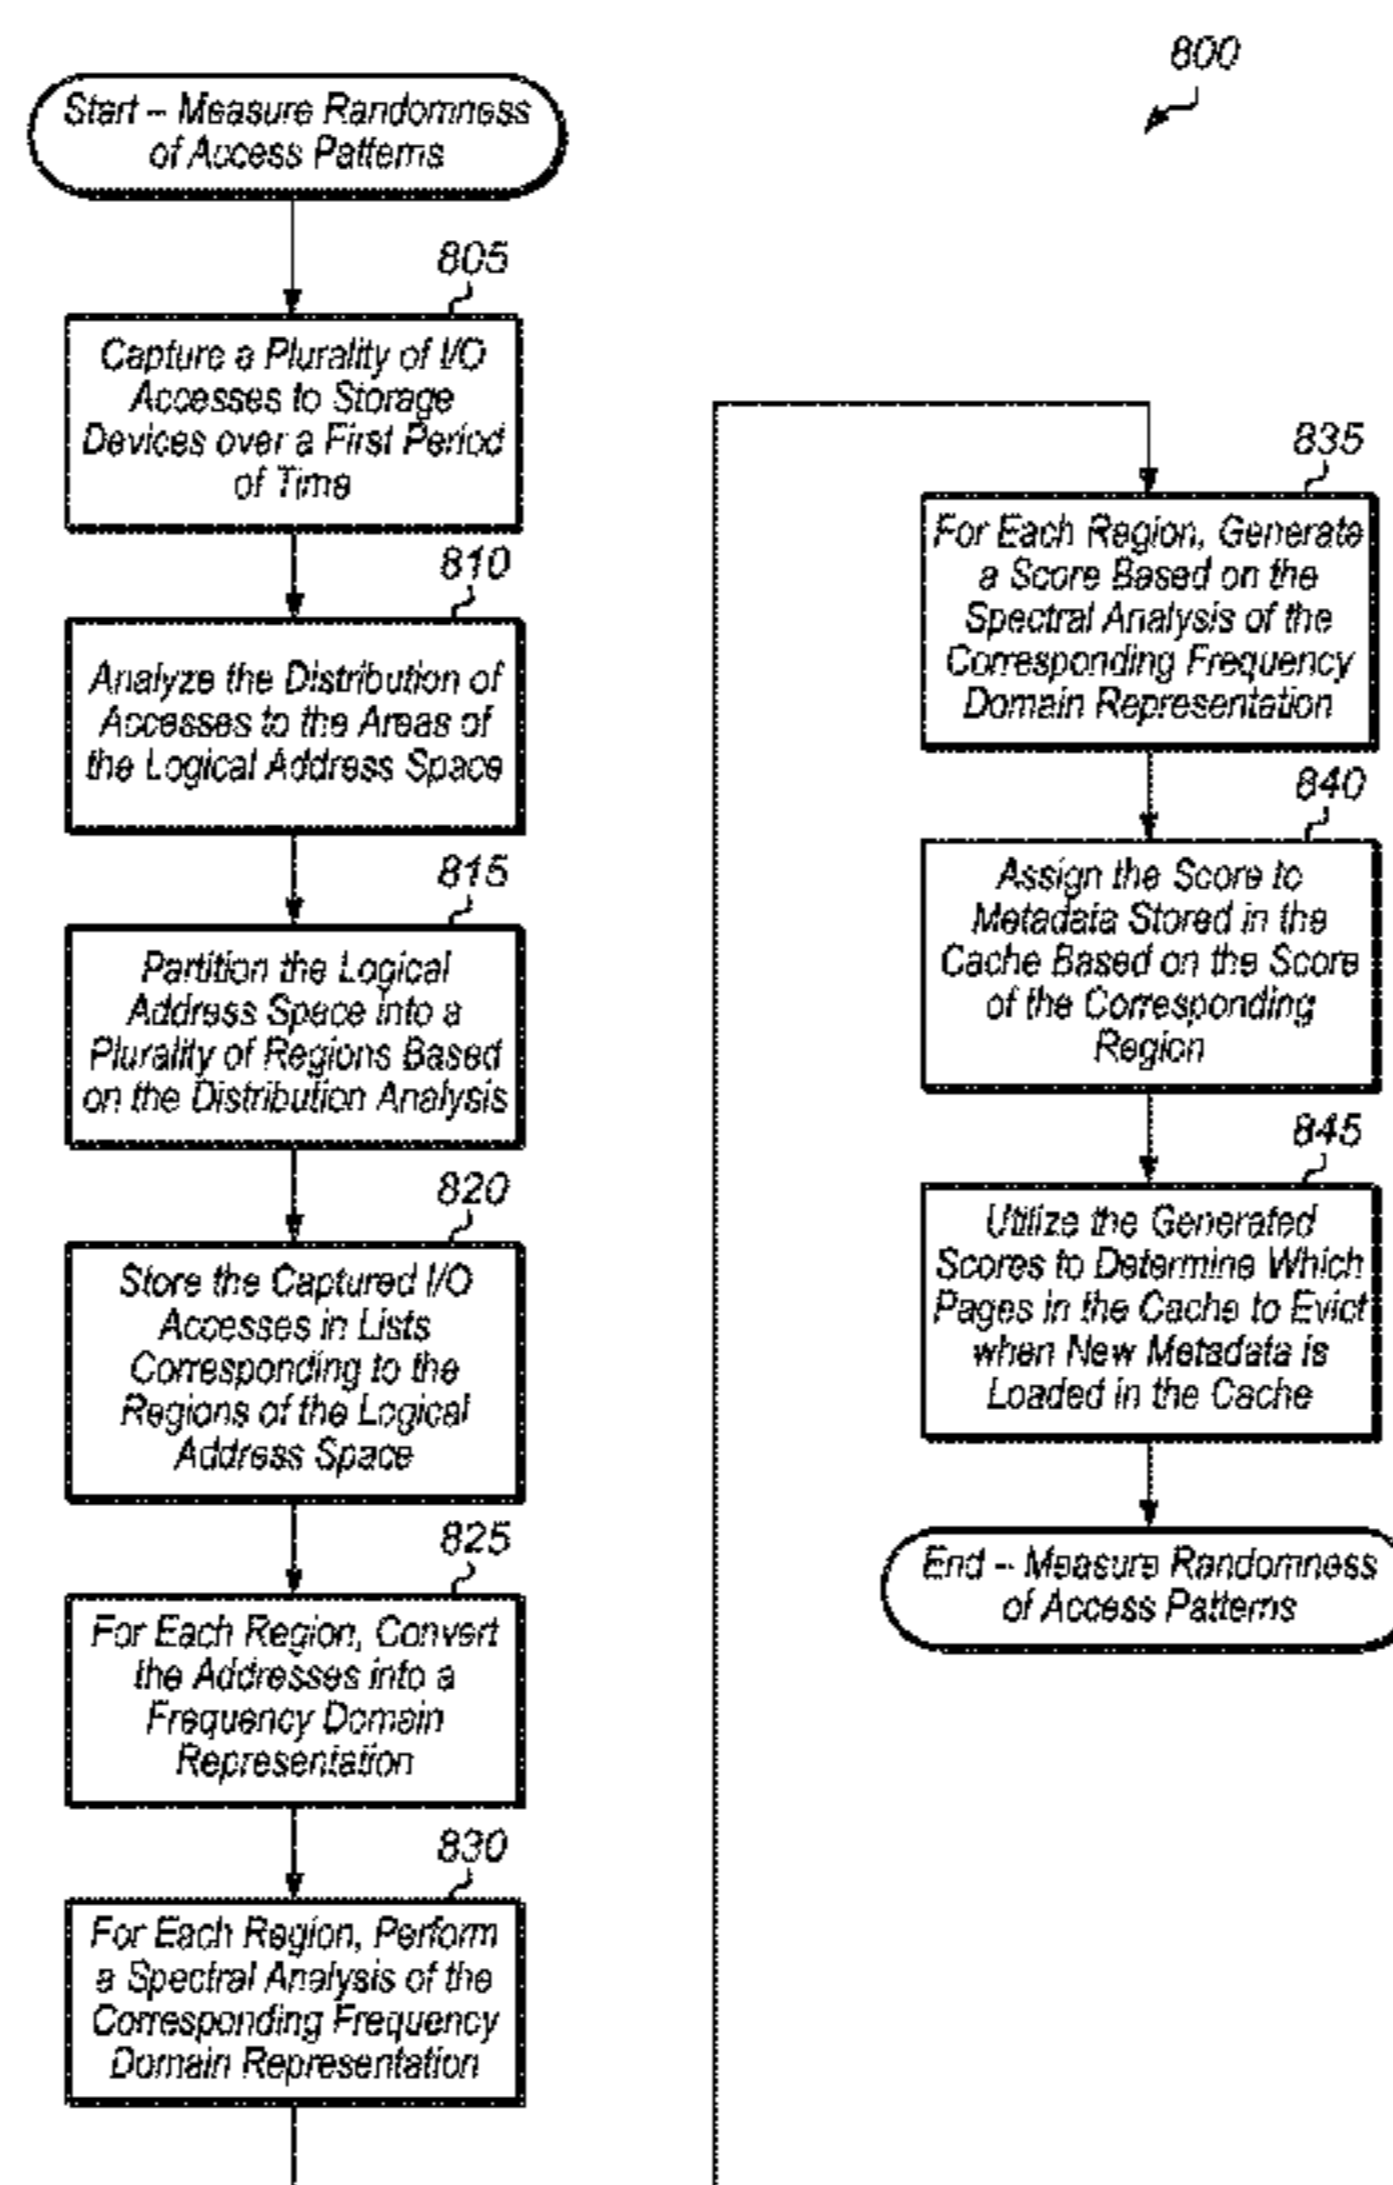 800
Start – Measure Randomness
of Access Patterns
805
Capture a Plurality of I/O
Accesses to Storage
Devices over a First Period
of Time
810
Analyze the Distribution of
Accesses to the Areas of
the Logical Address Space
815
Partition the Logical
Address Space into a
Plurality of Regions Based
on the Distribution Analysis
820
Store the Captured I/O
Accesses in Lists
Corresponding to the
Regions of the Logical
Address Space
825
For Each Region, Convert
the Addresses into a
Frequency Domain
Representation
830
For Each Region, Perform
a Spectral Analysis of the
Corresponding Frequency
Domain Representation
835
For Each Region, Generate
a Score Based on the
Spectral Analysis of the
Corresponding Frequency
Domain Representation
840
Assign the Score to
Metadata Stored in the
Cache Based on the Score
of the Corresponding
Region
845
Utilize the Generated
Scores to Determine Which
Pages in the Cache to Evict
when New Metadata is
Loaded in the Cache
End – Measure Randomness
of Access Patterns